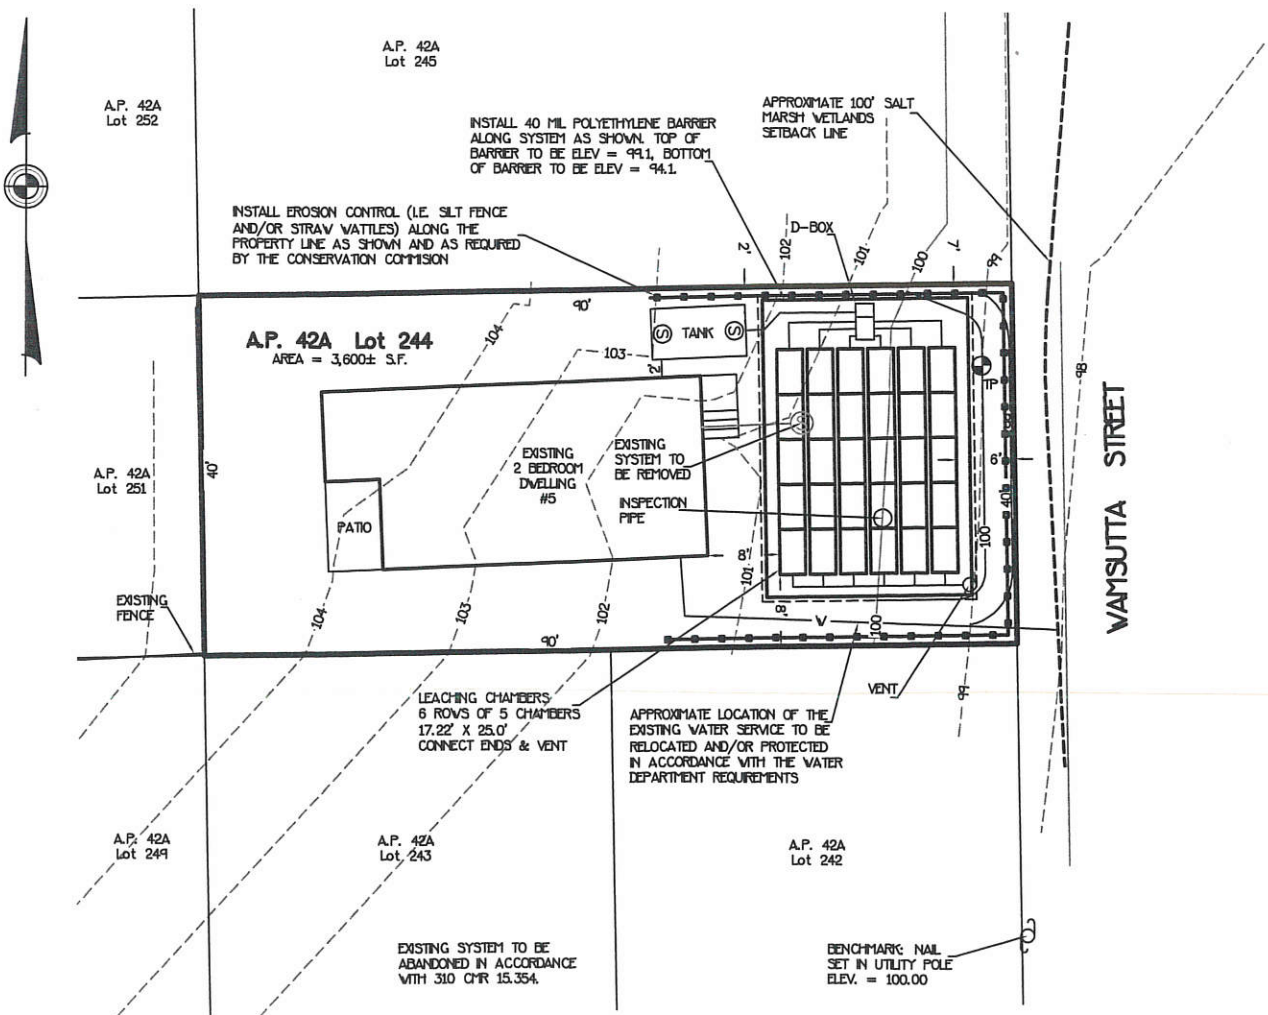 A.P. 42A
Lot 245
A.P. 42A
Lot 252
INSTALL 40 MIL POLYETHYLENE BARRIER
ALONG SYSTEM AS SHOWN. TOP OF
BARRIER TO BE ELEV = 99.1, BOTTOM
OF BARRIER TO BE ELEV = 94.1.
APPROXIMATE 100' SALT
MARSH WETLANDS
SETBACK LINE
INSTALL EROSION CONTROL (I.E. SILT FENCE
AND/OR STRAW WATTLES) ALONG THE
PROPERTY LINE AS SHOWN AND AS REQUIRED
BY THE CONSERVATION COMMISION
D-BOX
2'
102
101
100
7'
99
90'
A.P. 42A Lot 244
AREA = 3,600± S.F.
104
103
S
TANK
S
2'
98
TP
WAMSUTTA STREET
40'
A.P. 42A
Lot 251
EXISTING
2 BEDROOM
DWELLING
#5
EXISTING
SYSTEM TO
BE REMOVED
INSPECTION
PIPE
6'
40'
100
PATIO
8'
101
EXISTING
FENCE
104
103
102
8'
W
100
90'
99
VENT
LEACHING CHAMBERS
6 ROWS OF 5 CHAMBERS
17.22' X 25.0'
CONNECT ENDS & VENT
APPROXIMATE LOCATION OF THE
EXISTING WATER SERVICE TO BE
RELOCATED AND/OR PROTECTED
IN ACCORDANCE WITH THE WATER
DEPARTMENT REQUIREMENTS
A.P. 42A
Lot 249
A.P. 42A
Lot 243
A.P. 42A
Lot 242
EXISTING SYSTEM TO BE
ABANDONED IN ACCORDANCE
WITH 310 CMR 15.354.
BENCHMARK: NAIL
SET IN UTILITY POLE
ELEV. = 100.00